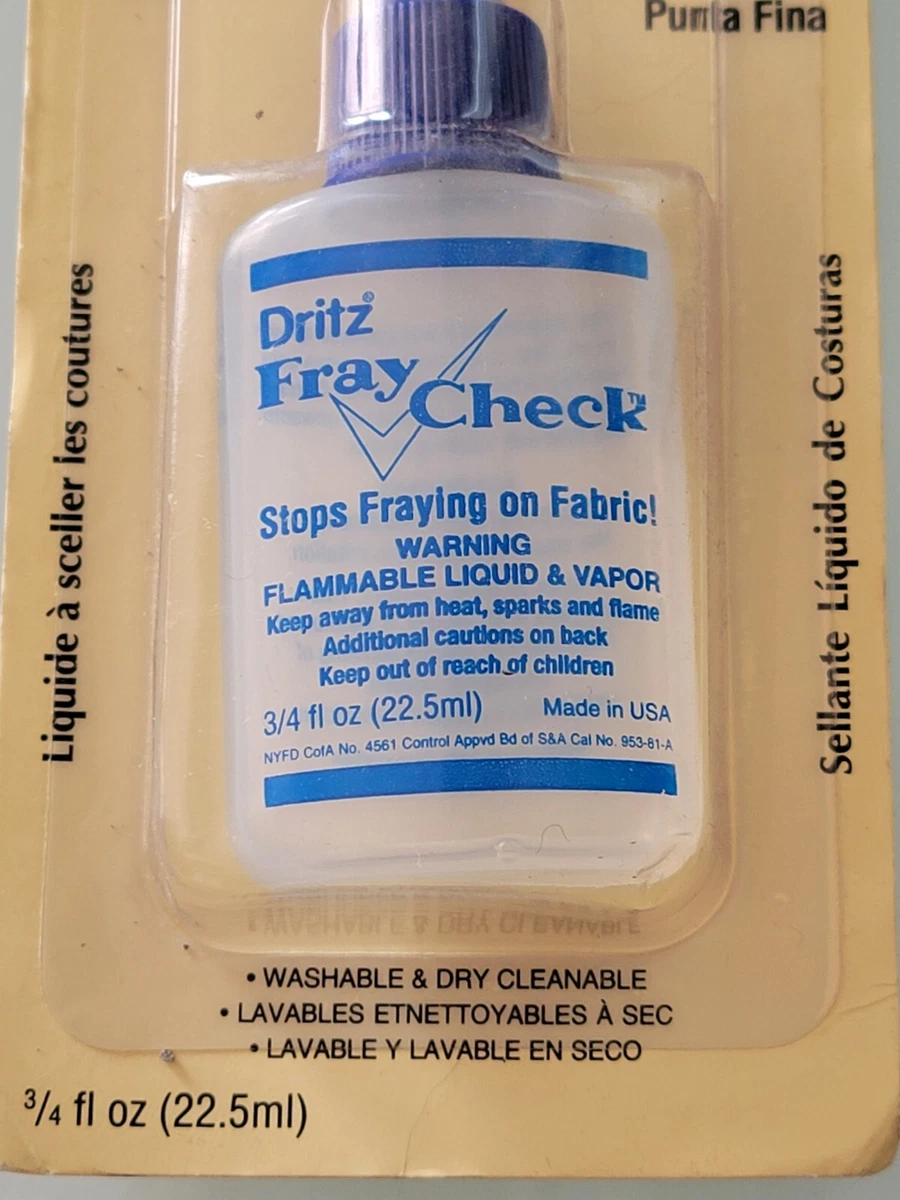 Punta Fina
Liquide à sceller les coutures
Dritz®
Fray
Check™
Stops Fraying on Fabric!
WARNING
FLAMMABLE LIQUID & VAPOR
Keep away from heat, sparks and flame
Additional cautions on back
Keep out of reach of children
3/4 fl oz (22.5ml) Made in USA
NYFD CofA No. 4561 Control Appvd Bd of S&A Cal No. 953-81-A
Sellante Líquido de Costuras
• WASHABLE & DRY CLEANABLE
• LAVABLES ETNETTOYABLES À SEC
• LAVABLE Y LAVABLE EN SECO
3/4 fl oz (22.5ml)